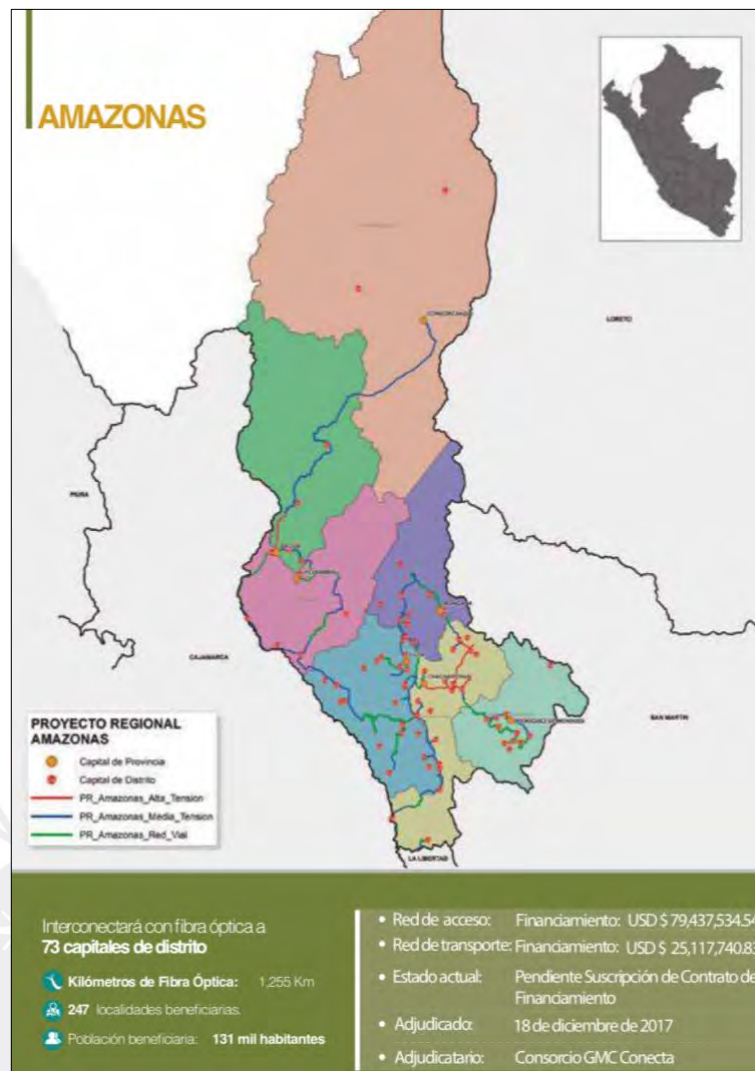 AMAZONAS
LORETO
PIURA
CAJAMARCA
SAN MARTIN
LA LIBERTAD
PROYECTO REGIONAL
AMAZONAS
Capital de Provincia
Capital de Distrito
PR_Amazonas_Alta_Tension
PR_Amazonas_Media_Tension
PR_Amazonas_Red_Vial
Interconectará con fibra óptica a
73 capitales de distrito
Kilómetros de Fibra Óptica: 1,255 Km
247 localidades beneficiarias.
Población beneficiaria: 131 mil habitantes
• Red de acceso: Financiamiento: USD $ 79,437,534.54
• Red de transporte: Financiamiento: USD $ 25,117,740.83
• Estado actual: Pendiente Suscripción de Contrato de
Financiamiento
• Adjudicado: 18 de diciembre de 2017
• Adjudicatario: Consorcio GMC Conecta